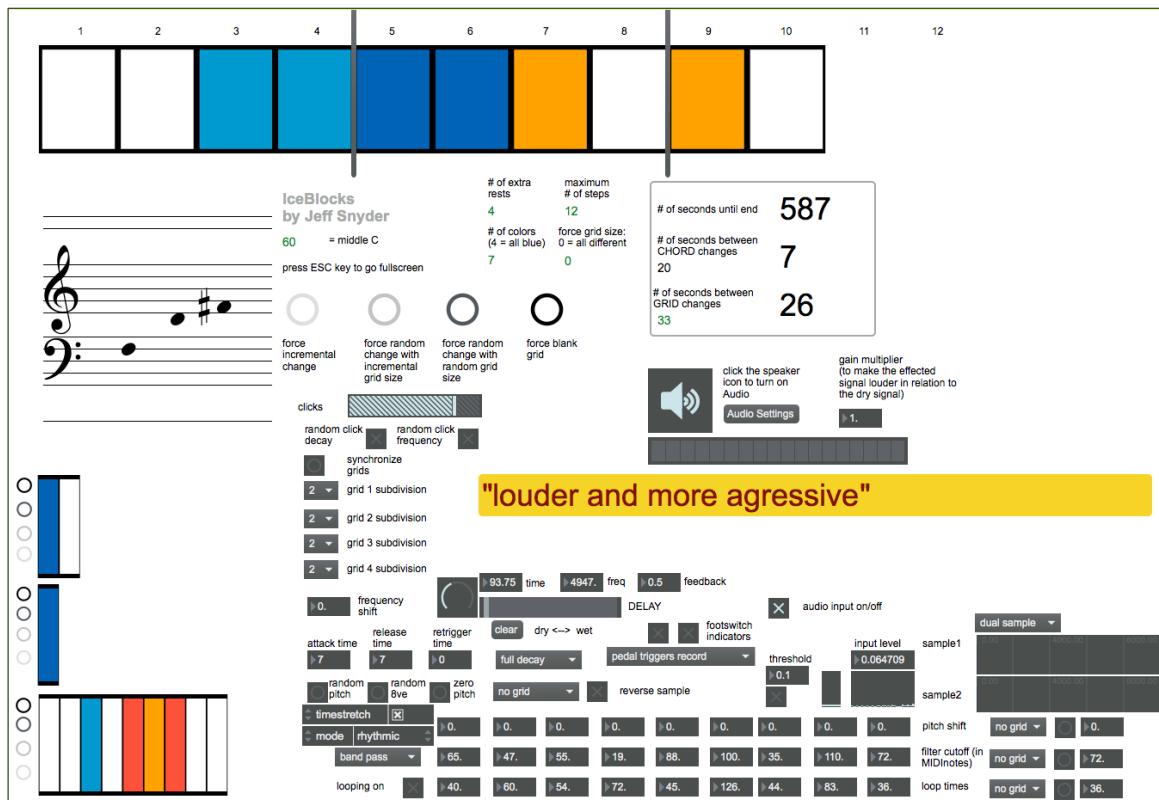 1 2 3 4 5 6 7 8 9 10 11 12
IceBlocks
by Jeff Snyder
60 = middle C
press ESC key to go fullscreen
# of extra
rests
4
maximum
# of steps
12
# of colors
(4 = all blue)
7
force grid size:
0 = all different
0
# of seconds until end 587
# of seconds between
CHORD changes
20
7
# of seconds between
GRID changes
33
26
force
incremental
change
force random
change with
incremental
grid size
force random
change with
random grid
size
force blank
grid
clicks
random click
decay
random click
frequency
synchronize
grids
2 grid 1 subdivision
2 grid 2 subdivision
2 grid 3 subdivision
2 grid 4 subdivision
click the speaker
icon to turn on
Audio
Audio Settings
gain multiplier
(to make the effected
signal louder in relation to
the dry signal)
1.
"louder and more agressive"
0. frequency
shift
93.75 time 4947. freq 0.5 feedback
DELAY
clear dry <--> wet
audio input on/off
footswitch
indicators
dual sample
attack time
7
release
time
7
retrigger
time
0
full decay
pedal triggers record
threshold
0.1
input level
0.064709
sample1
0.00 4000.00 8000.00
sample2
0.00 4000.00 8000.00
random
pitch
random
8ve
zero
pitch
no grid
reverse sample
timestretch
mode rhythmic
0. 0. 0. 0. 0. 0. 0. 0. 0. pitch shift no grid 0.
band pass 65. 47. 55. 19. 88. 100. 35. 110. 72. filter cutoff (in
MIDInotes) no grid 72.
looping on 40. 60. 54. 72. 45. 126. 44. 83. 36. loop times no grid 36.